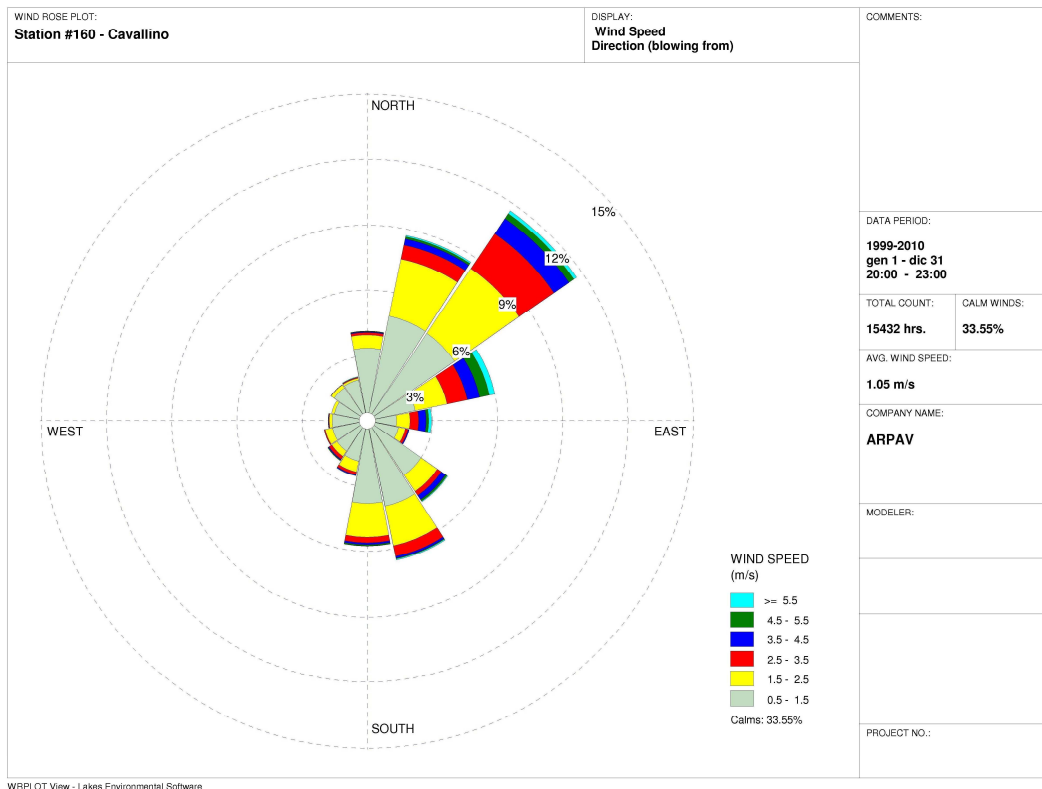 WIND ROSE PLOT:
Station #160 - Cavallino
DISPLAY:
Wind Speed
Direction (blowing from)
COMMENTS:
NORTH
15%
12%
9%
6%
3%
WEST
EAST
SOUTH
WIND SPEED
(m/s)
>= 5.5
4.5 - 5.5
3.5 - 4.5
2.5 - 3.5
1.5 - 2.5
0.5 - 1.5
Calms: 33.55%
DATA PERIOD:
1999-2010
gen 1 - dic 31
20:00 - 23:00
TOTAL COUNT:
15432 hrs.
CALM WINDS:
33.55%
AVG. WIND SPEED:
1.05 m/s
COMPANY NAME:
ARPAV
MODELER:
PROJECT NO.:
WRPLOT View - Lakes Environmental Software